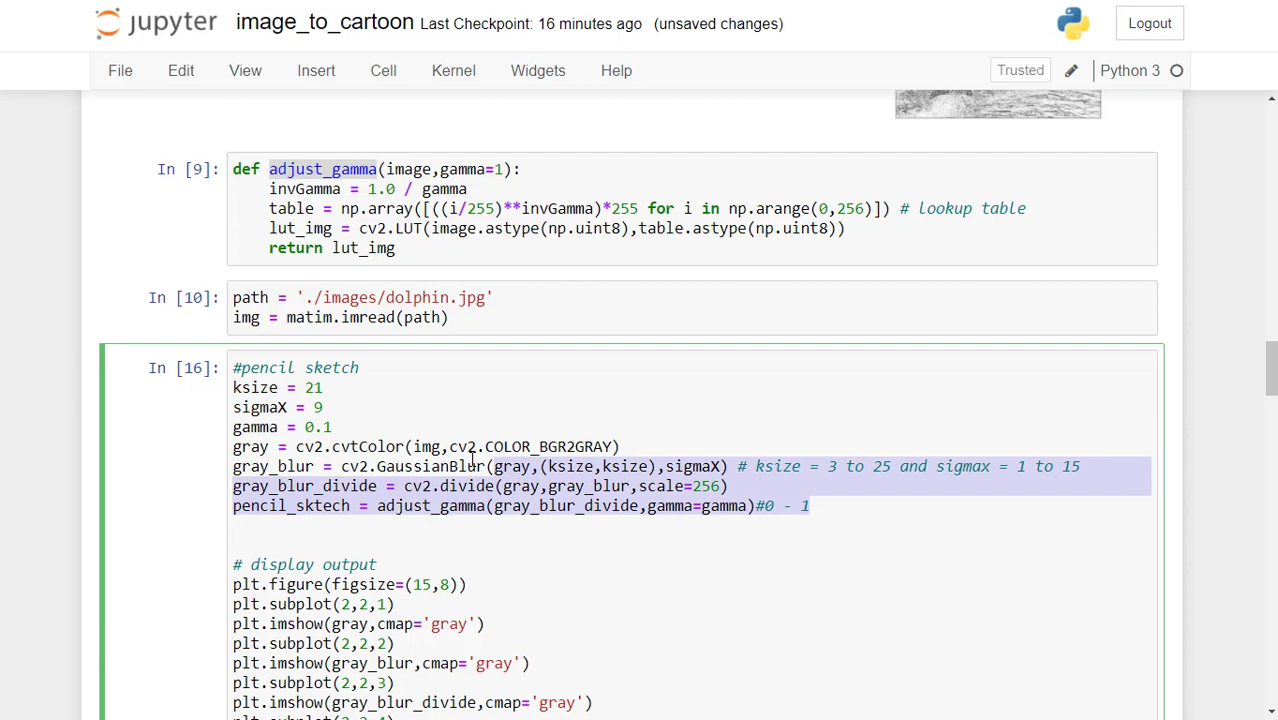 jupyter image_to_cartoon Last Checkpoint: 16 minutes ago (unsaved changes) Logout
File Edit View Insert Cell Kernel Widgets Help Trusted Python 3
In [9]: def adjust_gamma(image,gamma=1):
invGamma = 1.0 / gamma
table = np.array([((i/255)**invGamma)*255 for i in np.arange(0,256)]) # lookup table
lut_img = cv2.LUT(image.astype(np.uint8),table.astype(np.uint8))
return lut_img
In [10]: path = './images/dolphin.jpg'
img = matim.imread(path)
In [16]: #pencil sketch
ksize = 21
sigmaX = 9
gamma = 0.1
gray = cv2.cvtColor(img,cv2.COLOR_BGR2GRAY)
gray_blur = cv2.GaussianBlur(gray,(ksize,ksize),sigmaX) # ksize = 3 to 25 and sigmax = 1 to 15
gray_blur_divide = cv2.divide(gray,gray_blur,scale=256)
pencil_sktech = adjust_gamma(gray_blur_divide,gamma=gamma)#0 - 1
# display output
plt.figure(figsize=(15,8))
plt.subplot(2,2,1)
plt.imshow(gray,cmap='gray')
plt.subplot(2,2,2)
plt.imshow(gray_blur,cmap='gray')
plt.subplot(2,2,3)
plt.imshow(gray_blur_divide,cmap='gray')